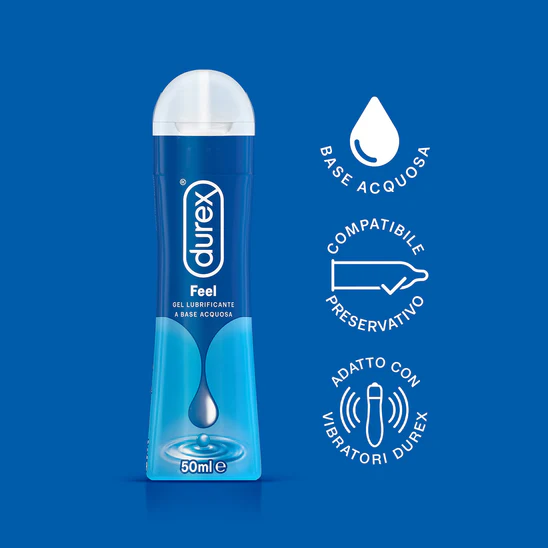 durex
®
Feel
GEL LUBRIFICANTE
A BASE ACQUOSA
50ml ℮
BASE ACQUOSA
COMPATIBILE
PRESERVATIVO
ADATTO CON
VIBRATORI DUREX